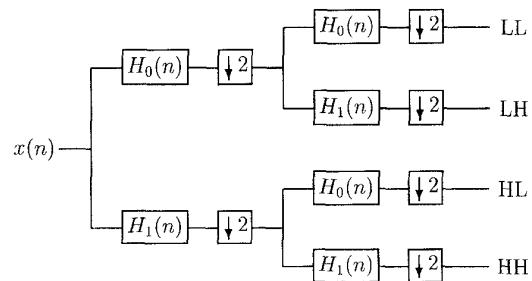 H₀(n) ↓2 LL
H₀(n) ↓2
H₁(n) ↓2 LH
x(n)
H₀(n) ↓2 HL
H₁(n) ↓2
H₁(n) ↓2 HH